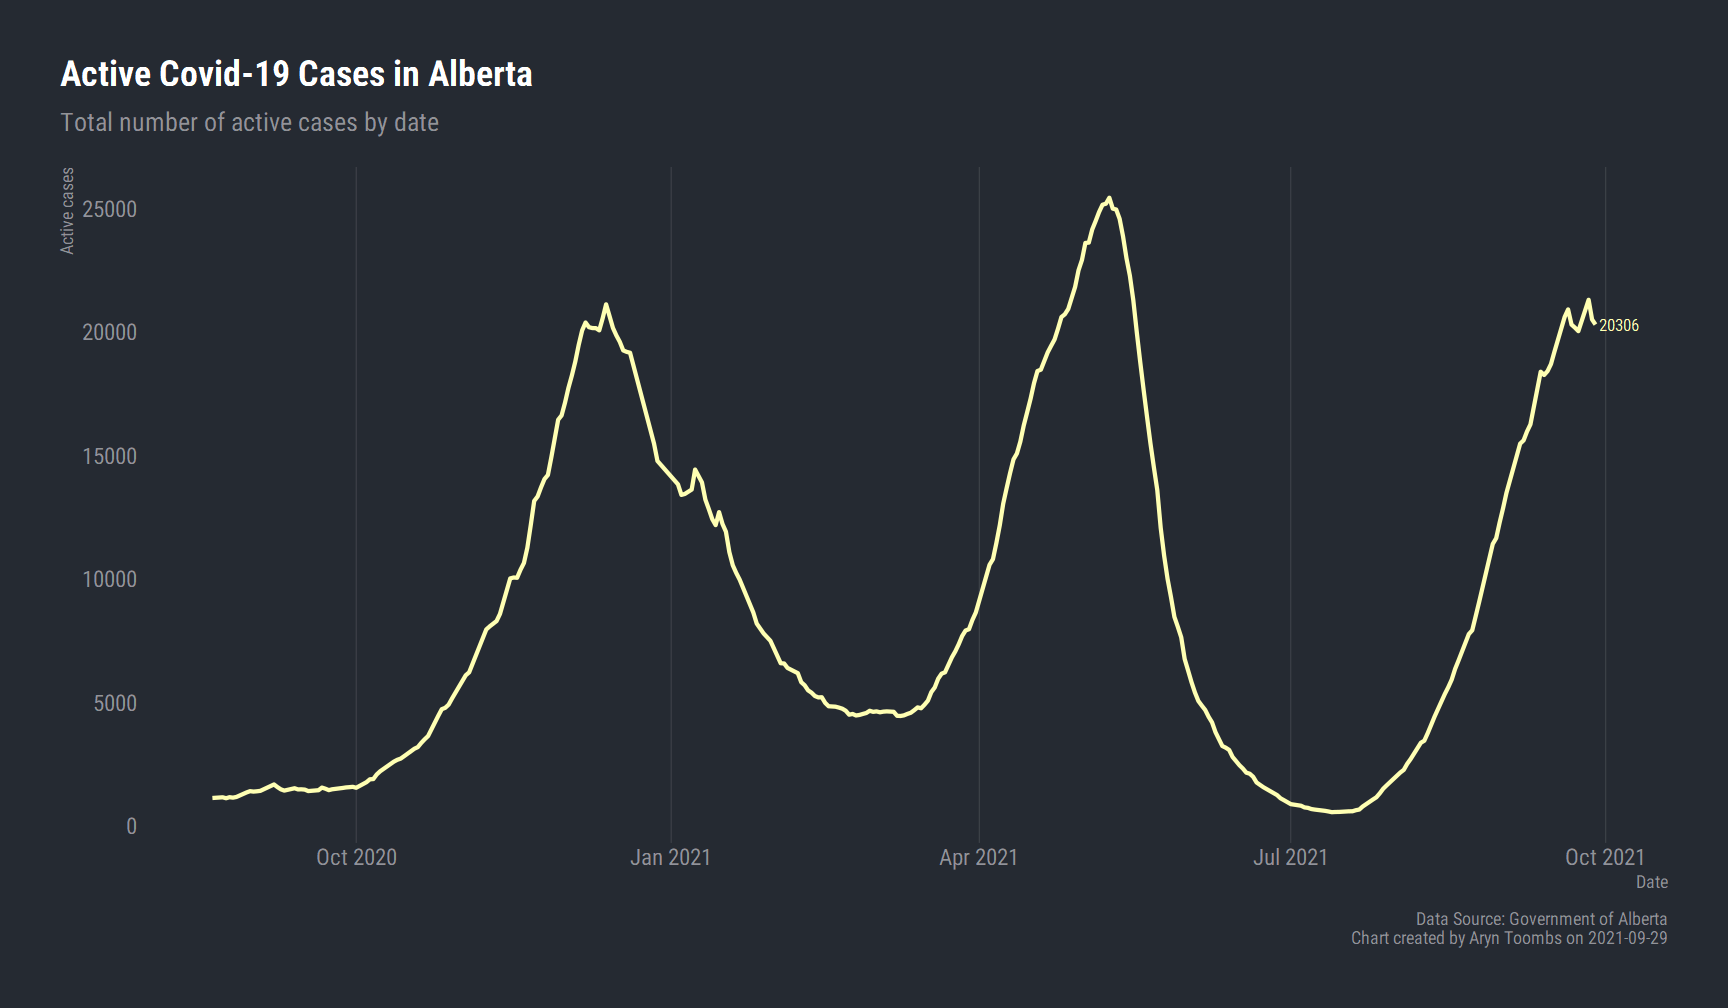 Active Covid-19 Cases in Alberta
Total number of active cases by date
Active cases
25000
20000
15000
10000
5000
0
20306
Oct 2020
Jan 2021
Apr 2021
Jul 2021
Oct 2021
Date
Data Source: Government of Alberta
Chart created by Aryn Toombs on 2021-09-29